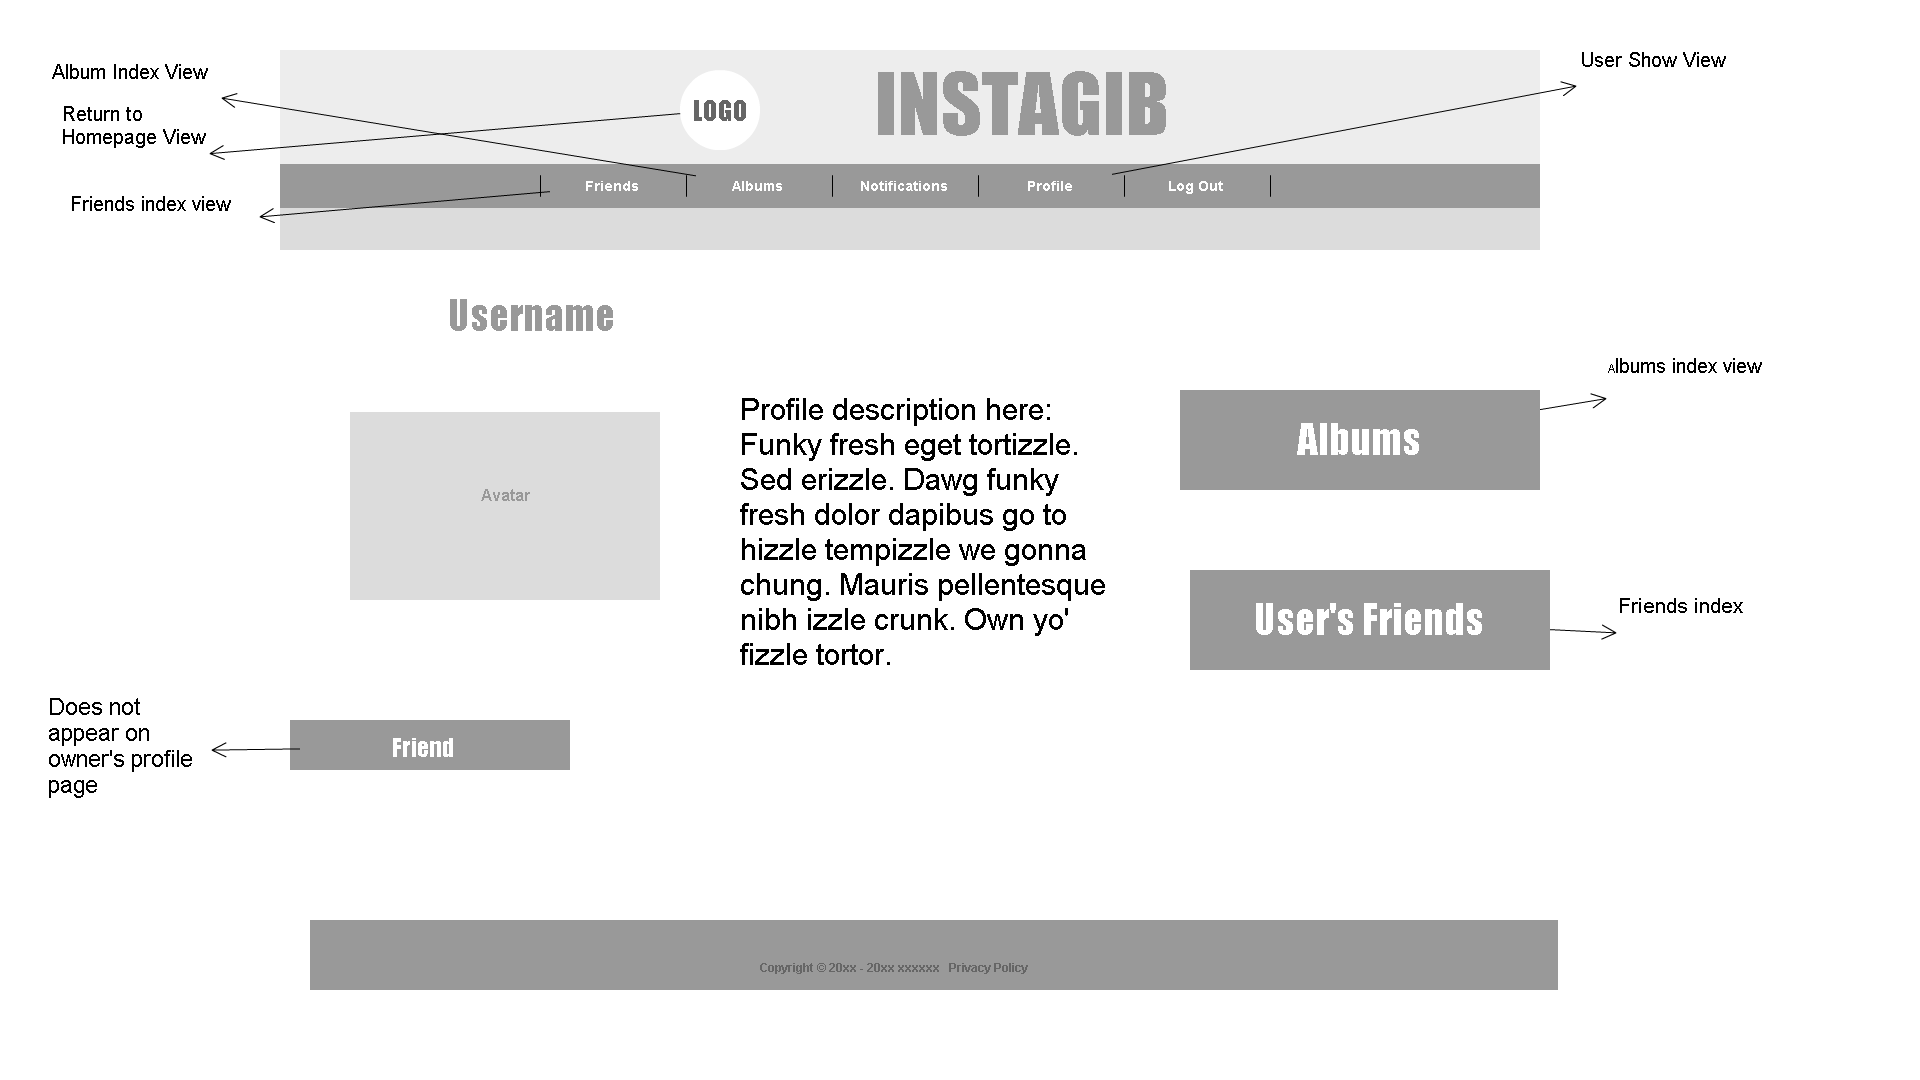 Album Index View
Return to
Homepage View
Friends index view
LOGO
INSTAGIB
User Show View
Friends
Albums
Notifications
Profile
Log Out
Username
Avatar
Profile description here:
Funky fresh eget tortizzle.
Sed erizzle. Dawg funky
fresh dolor dapibus go to
hizzle tempizzle we gonna
chung. Mauris pellentesque
nibh izzle crunk. Own yo'
fizzle tortor.
Albums
Albums index view
User's Friends
Friends index
Does not
appear on
owner's profile
page
Friend
Copyright © 20xx - 20xx xxxxxx Privacy Policy